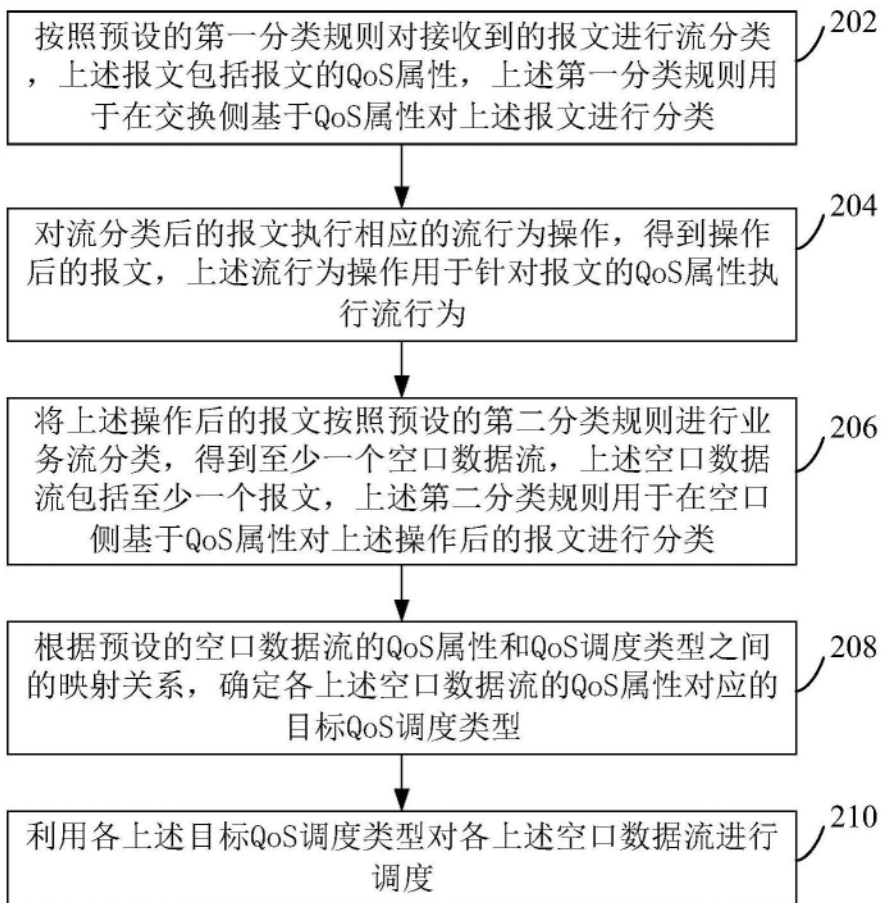 按照预设的第一分类规则对接收到的报文进行流分类
，上述报文包括报文的QoS属性，上述第一分类规则用
于在交换侧基于QoS属性对上述报文进行分类
202
对流分类后的报文执行相应的流行为操作，得到操作
后的报文，上述流行为操作用于针对报文的QoS属性执
行流行为
204
将上述操作后的报文按照预设的第二分类规则进行业
务流分类，得到至少一个空口数据流，上述空口数据
流包括至少一个报文，上述第二分类规则用于在空口
侧基于QoS属性对上述操作后的报文进行分类
206
根据预设的空口数据流的QoS属性和QoS调度类型之间
的映射关系，确定各上述空口数据流的QoS属性对应的
目标QoS调度类型
208
利用各上述目标QoS调度类型对各上述空口数据流进行
调度
210